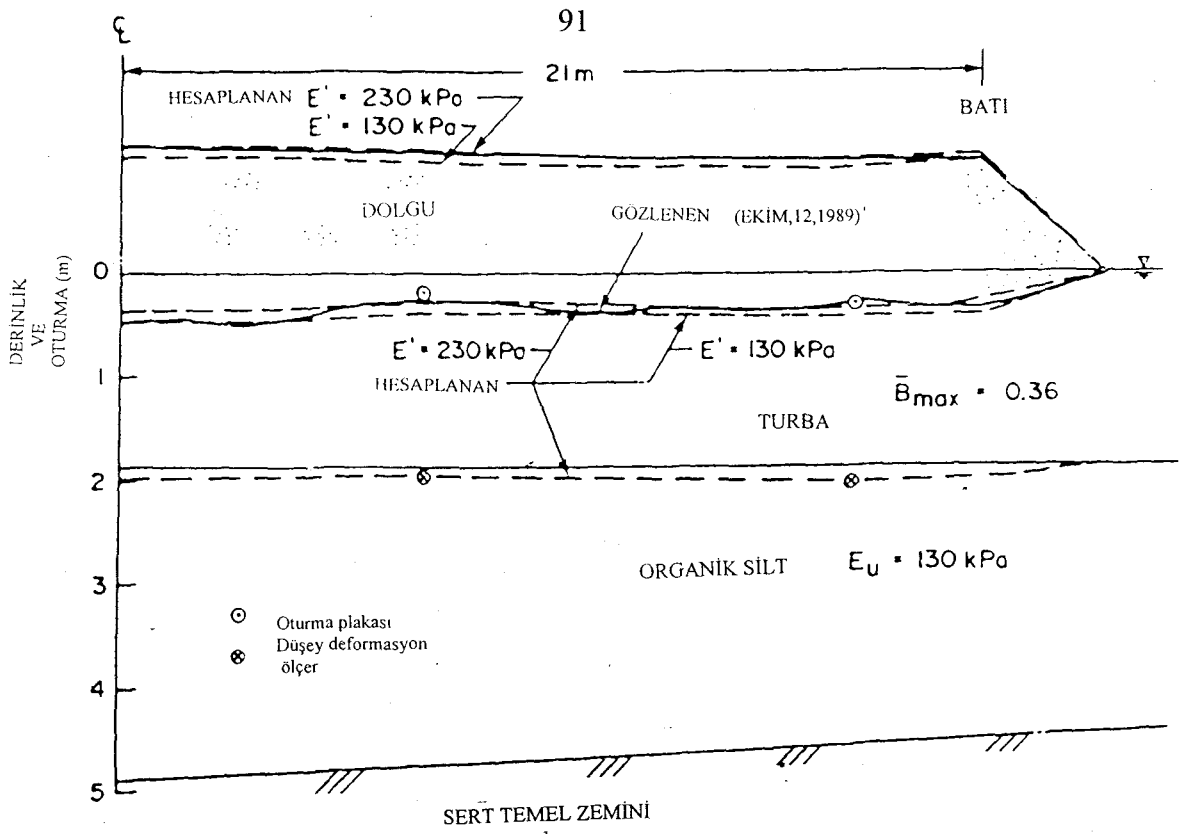 91
℄
21 m
HESAPLANAN E' = 230 kPa
E' = 130 kPa
BATI
DOLGU
GÖZLENEN (EKİM,12,1989)'
DERİNLİK
VE
OTURMA (m)
0
E' = 230 kPa
E' = 130 kPa
HESAPLANAN
1
B̄max = 0.36
TURBA
2
ORGANİK SİLT Eu = 130 kPa
3
Oturma plakası
Düşey deformasyon
ölçer
4
5
SERT TEMEL ZEMİNİ